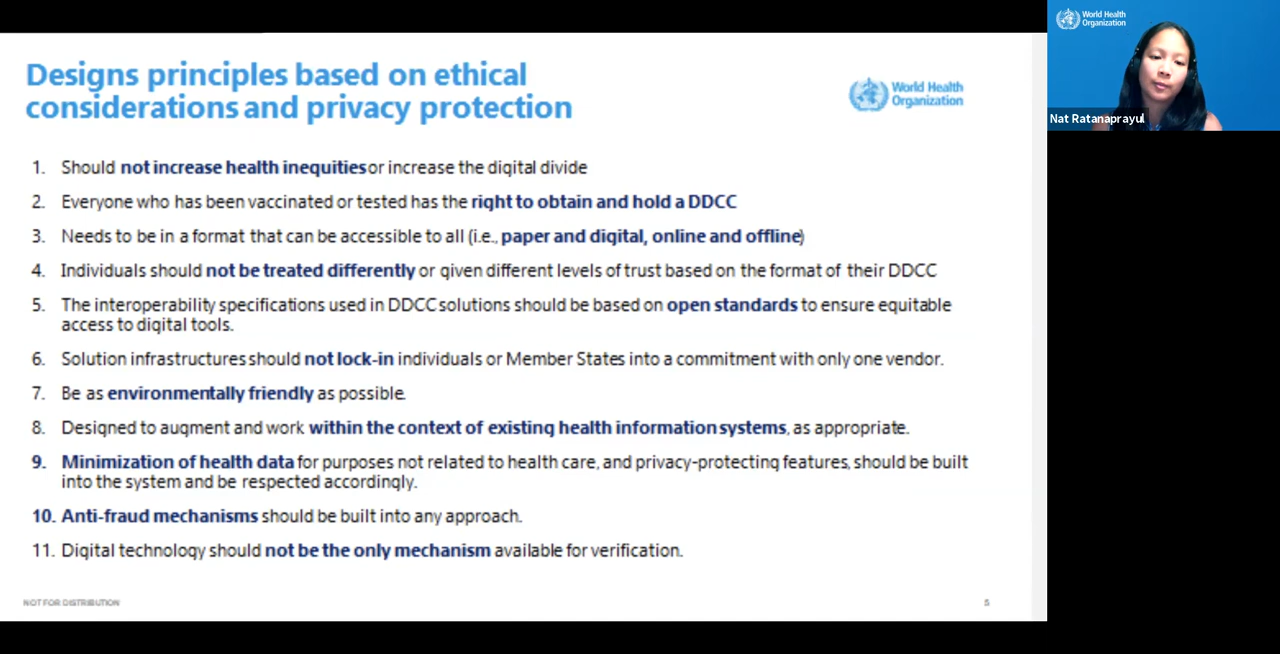 Designs principles based on ethical
considerations and privacy protection
World Health
Organization
1. Should not increase health inequities or increase the digital divide
2. Everyone who has been vaccinated or tested has the right to obtain and hold a DDCC
3. Needs to be in a format that can be accessible to all (i.e., paper and digital, online and offline)
4. Individuals should not be treated differently or given different levels of trust based on the format of their DDCC
5. The interoperability specifications used in DDCC solutions should be based on open standards to ensure equitable
access to digital tools.
6. Solution infrastructures should not lock-in individuals or Member States into a commitment with only one vendor.
7. Be as environmentally friendly as possible.
8. Designed to augment and work within the context of existing health information systems, as appropriate.
9. Minimization of health data for purposes not related to health care, and privacy-protecting features, should be built
into the system and be respected accordingly.
10. Anti-fraud mechanisms should be built into any approach.
11. Digital technology should not be the only mechanism available for verification.
NOT FOR DISTRIBUTION
5
World Health
Organization
Nat Ratanaprayul